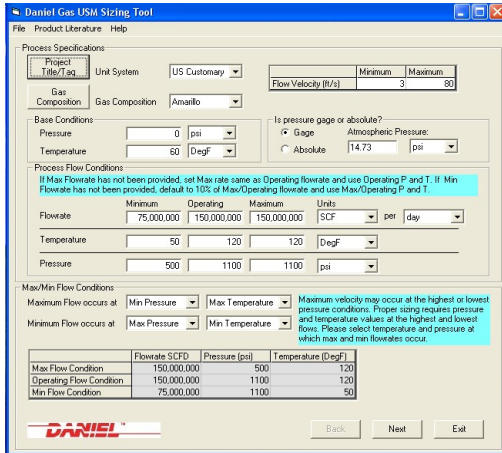 Daniel Gas USM Sizing Tool
File Product Literature Help
Process Specifications
Project Title/Tag
Unit System US Customary
Minimum Maximum
Flow Velocity (ft/s) 3 80
Gas Composition
Gas Composition Amarillo
Base Conditions
Pressure 0 psi
Temperature 60 DegF
Is pressure gage or absolute?
Gage Atmospheric Pressure:
Absolute 14.73 psi
Process Flow Conditions
If Max Flowrate has not been provided, set Max rate same as Operating flowrate and use Operating P and T. If Min
Flowrate has not been provided, default to 10% of Max/Operating flowrate and use Max/Operating P and T.
Minimum Operating Maximum Units
Flowrate 75,000,000 150,000,000 150,000,000 SCF per day
Temperature 50 120 120 DegF
Pressure 500 1100 1100 psi
Max/Min Flow Conditions
Maximum Flow occurs at Min Pressure Max Temperature
Minimum Flow occurs at Max Pressure Min Temperature
Maximum velocity may occur at the highest or lowest
pressure conditions. Proper sizing requires pressure
and temperature values at the highest and lowest
flows. Please select temperature and pressure at
which max and min flowrates occur.
Flowrate SCFD Pressure (psi) Temperature (DegF)
Max Flow Condition 150,000,000 500 120
Operating Flow Condition 150,000,000 1100 120
Min Flow Condition 75,000,000 1100 50
DANIEL™
Back Next Exit